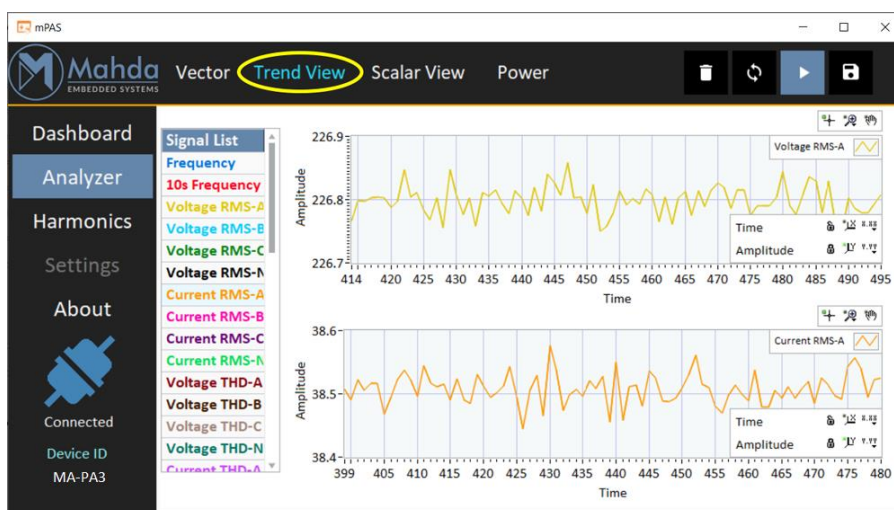 mPAS
Mahda
EMBEDDED SYSTEMS
Vector Trend View Scalar View Power
Dashboard
Analyzer
Harmonics
Settings
About
Connected
Device ID
MA-PA3
Signal List
Frequency
10s Frequency
Voltage RMS-A
Voltage RMS-B
Voltage RMS-C
Voltage RMS-N
Current RMS-A
Current RMS-B
Current RMS-C
Current RMS-N
Voltage THD-A
Voltage THD-B
Voltage THD-C
Voltage THD-N
Current THD-A
Voltage RMS-A
Amplitude
226.9
226.8
226.7
Time
Amplitude
414 420 425 430 435 440 445 450 455 460 465 470 475 480 485 490 495
Time
Current RMS-A
Amplitude
38.6
38.5
38.4
Time
Amplitude
399 405 410 415 420 425 430 435 440 445 450 455 460 465 470 475 480
Time